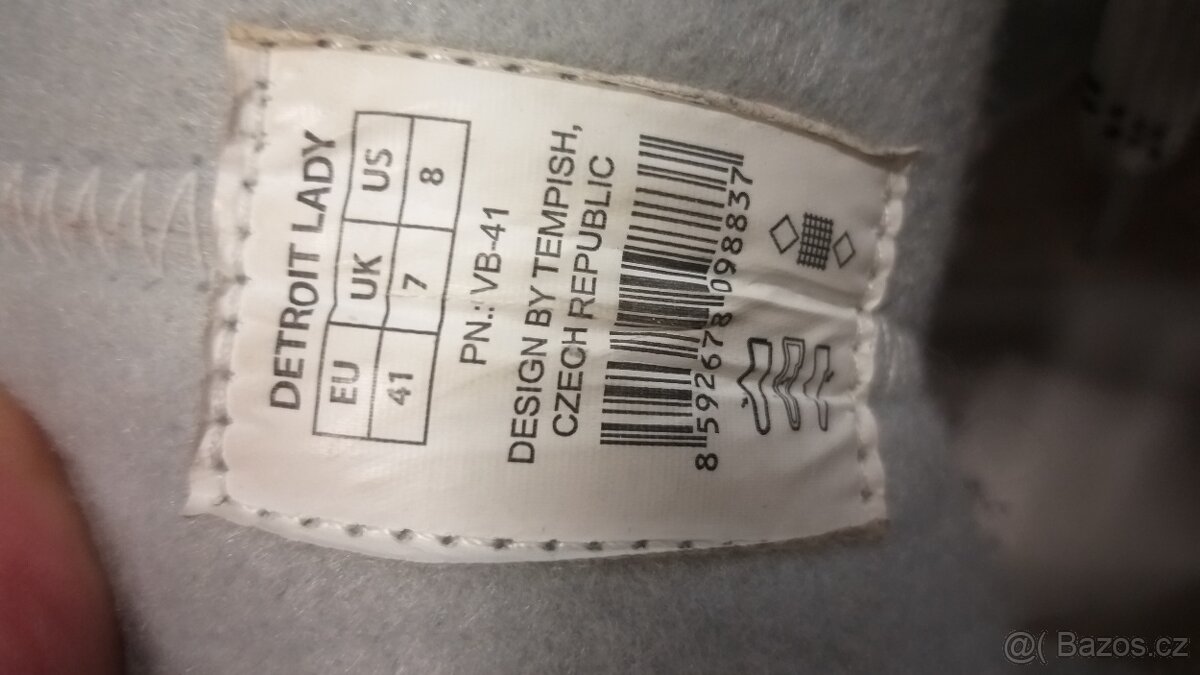 DETROIT LADY
EU UK US
41 7 8
PN.: VB-41
DESIGN BY TEMPISH,
CZECH REPUBLIC
8 592678 098837
@( Bazos.cz